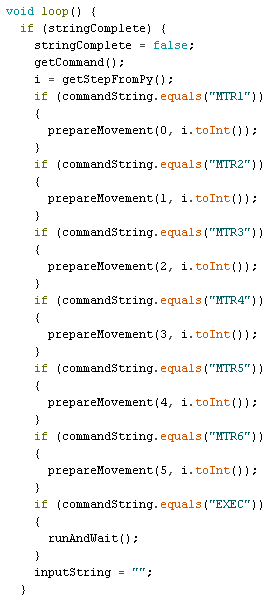 void loop() {
  if (stringComplete) {
    stringComplete = false;
    getCommand();
    i = getStepFromPy();
    if (commandString.equals("MTR1"))
    {
      prepareMovement(0, i.toInt());
    }
    if (commandString.equals("MTR2"))
    {
      prepareMovement(1, i.toInt());
    }
    if (commandString.equals("MTR3"))
    {
      prepareMovement(2, i.toInt());
    }
    if (commandString.equals("MTR4"))
    {
      prepareMovement(3, i.toInt());
    }
    if (commandString.equals("MTR5"))
    {
      prepareMovement(4, i.toInt());
    }
    if (commandString.equals("MTR6"))
    {
      prepareMovement(5, i.toInt());
    }
    if (commandString.equals("EXEC"))
    {
      runAndWait();
    }
    inputString = "";
  }